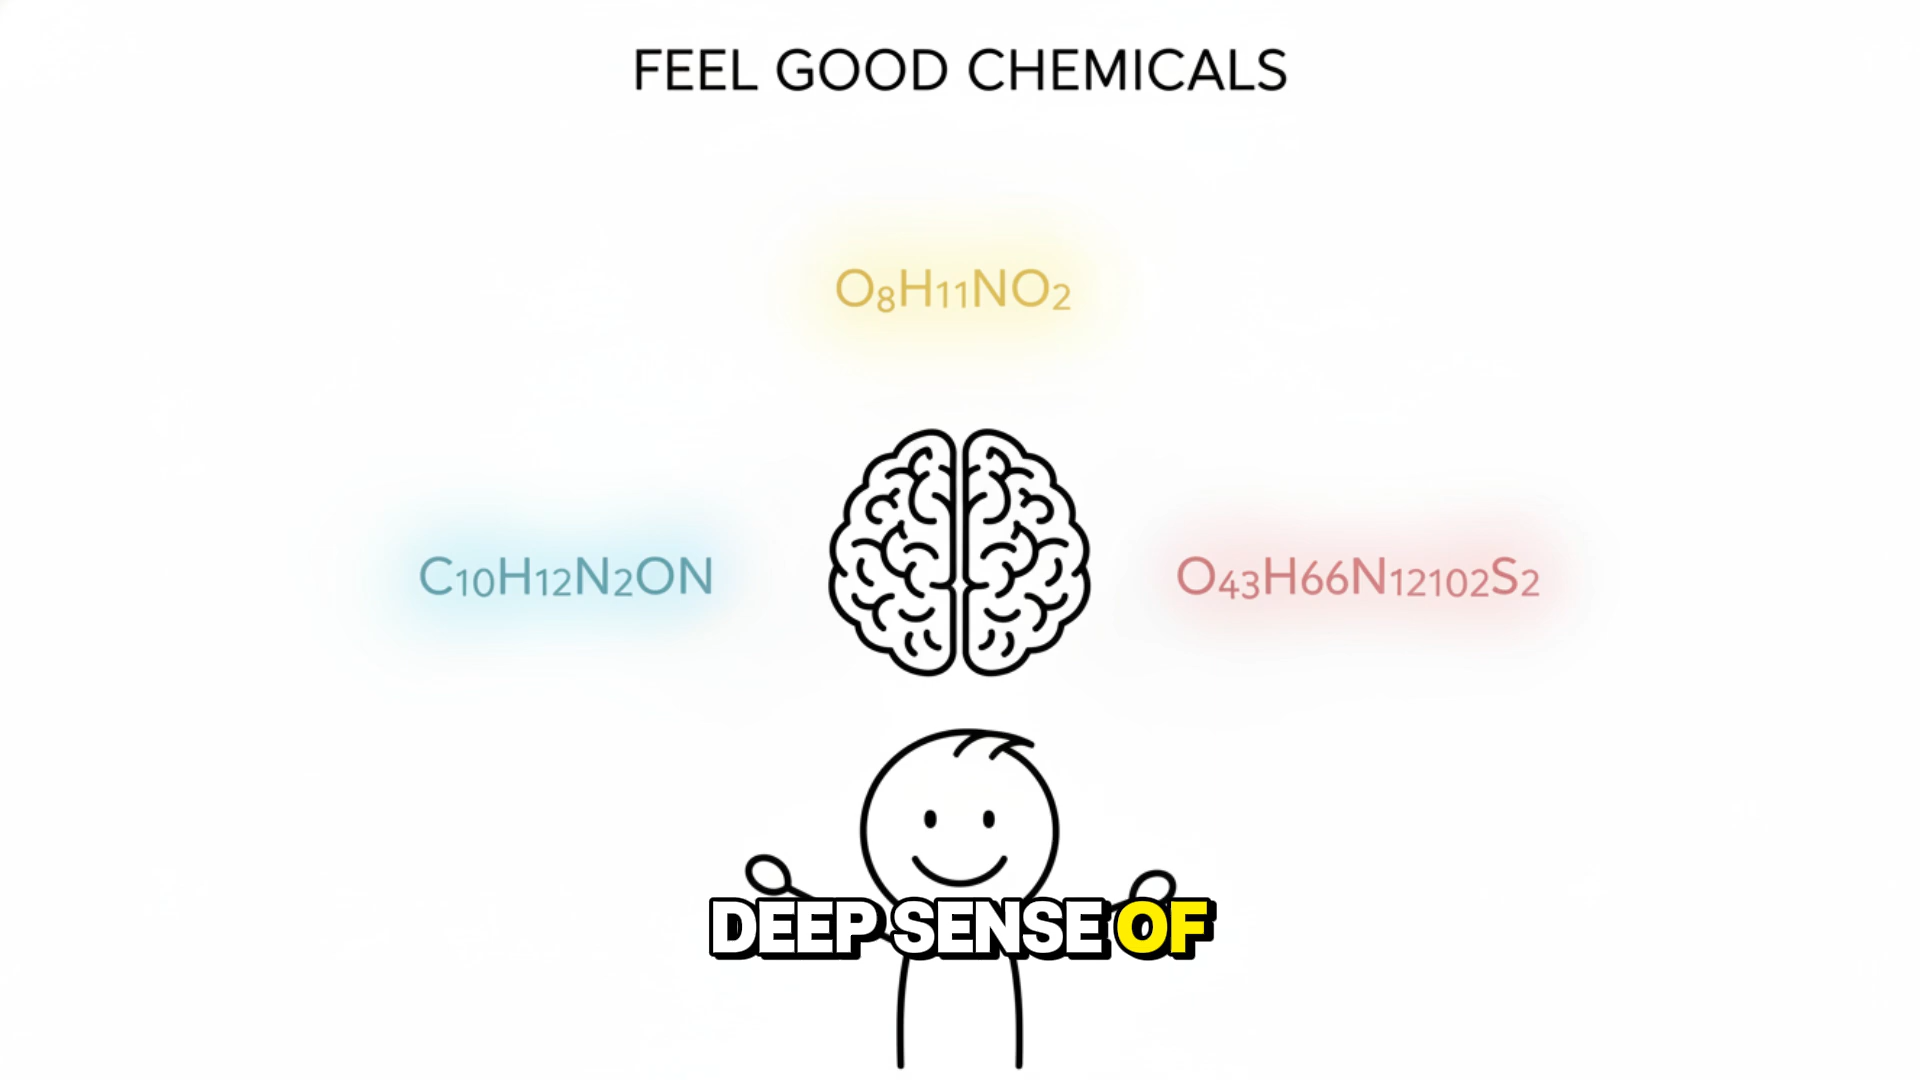 FEEL GOOD CHEMICALS
O₈H₁₁NO₂
C₁₀H₁₂N₂ON
O₄₃H66N₁₂₁₀₂S₂
DEEP SENSE OF